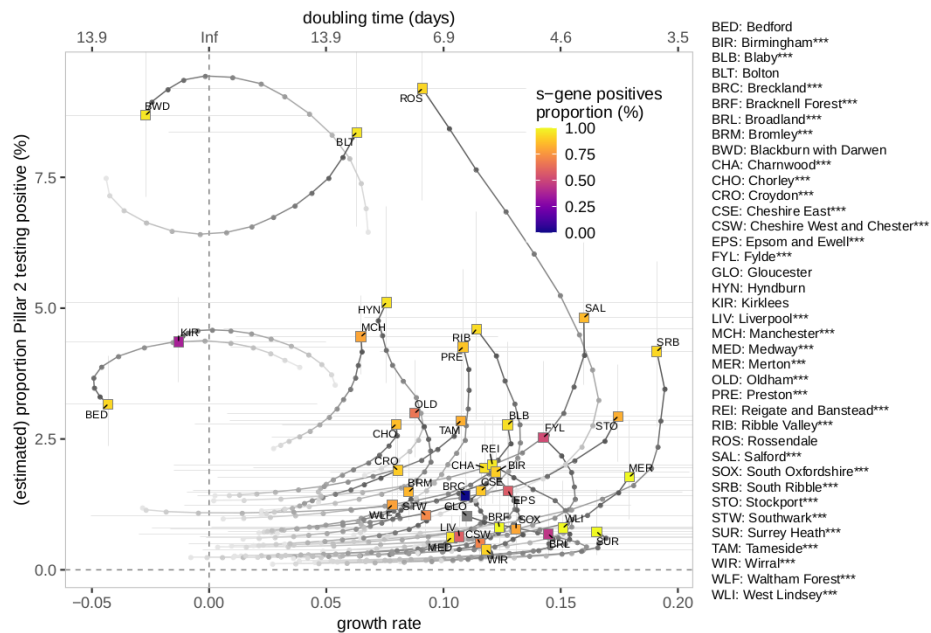 doubling time (days)
13.9 Inf 13.9 6.9 4.6 3.5
(estimated) proportion Pillar 2 testing positive (%)
7.5
5.0
2.5
0.0
−0.05 0.00 0.05 0.10 0.15 0.20
growth rate
s−gene positives
proportion (%)
1.00
0.75
0.50
0.25
0.00
BWD
ROS
BLT
HYN
SAL
MCH
KIR
RIB
SRB
PRE
BED
OLD
BLB
CHO
TAM
FYL
STO
REI
CRO
CHA
BIR
MER
BRM
BRC
CSE
WLF
STW
GLO
EPS
BRF
SOX
WLI
LIV
CSW
MED
BRL
SUR
WIR
BED: Bedford
BIR: Birmingham***
BLB: Blaby***
BLT: Bolton
BRC: Breckland***
BRF: Bracknell Forest***
BRL: Broadland***
BRM: Bromley***
BWD: Blackburn with Darwen
CHA: Charnwood***
CHO: Chorley***
CRO: Croydon***
CSE: Cheshire East***
CSW: Cheshire West and Chester***
EPS: Epsom and Ewell***
FYL: Fylde***
GLO: Gloucester
HYN: Hyndburn
KIR: Kirklees
LIV: Liverpool***
MCH: Manchester***
MED: Medway***
MER: Merton***
OLD: Oldham***
PRE: Preston***
REI: Reigate and Banstead***
RIB: Ribble Valley***
ROS: Rossendale
SAL: Salford***
SOX: South Oxfordshire***
SRB: South Ribble***
STO: Stockport***
STW: Southwark***
SUR: Surrey Heath***
TAM: Tameside***
WIR: Wirral***
WLF: Waltham Forest***
WLI: West Lindsey***